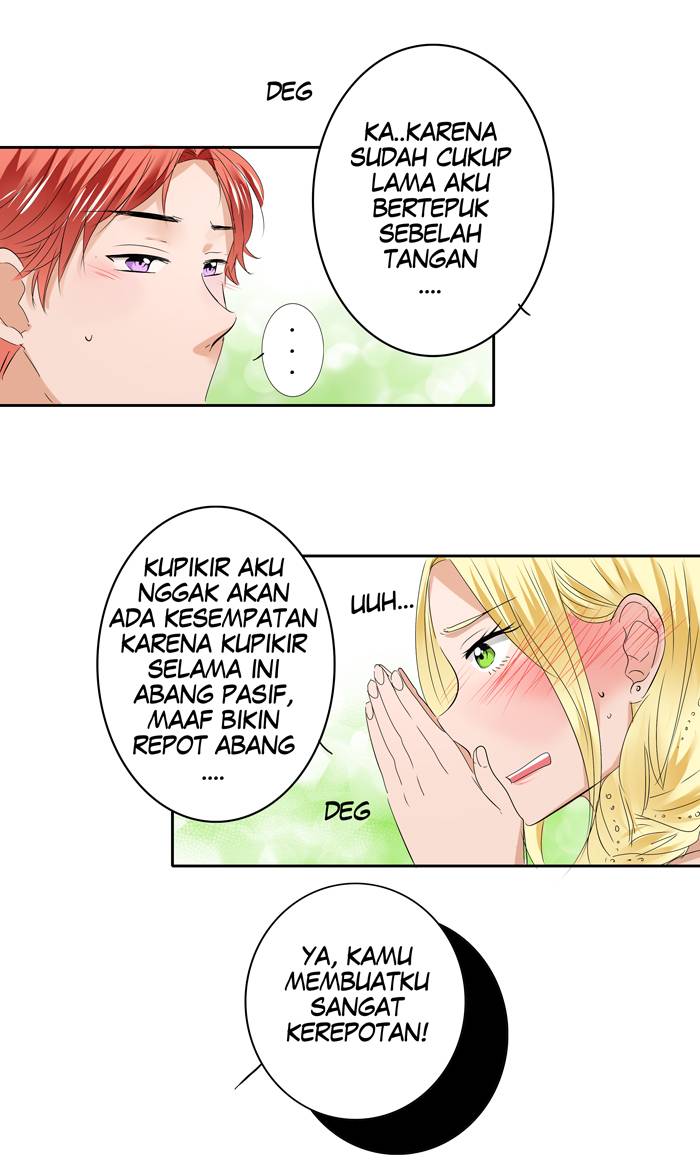 DEG
KA..KARENA
SUDAH CUKUP
LAMA AKU
BERTEPUK
SEBELAH
TANGAN
....
...
KUPIKIR AKU
NGGAK AKAN
ADA KESEMPATAN
KARENA KUPIKIR
SELAMA INI
ABANG PASIF,
MAAF BIKIN
REPOT ABANG
....
UUH...
DEG
YA, KAMU
MEMBUATKU
SANGAT
KEREPOTAN!